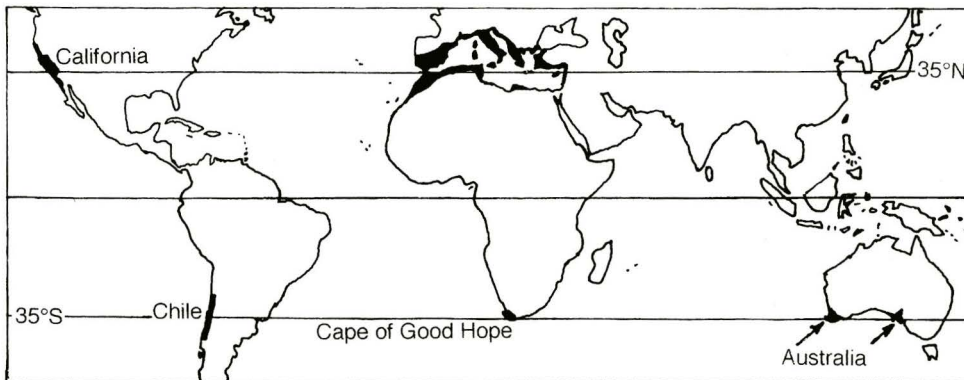 California
35°N
Chile
35°S
Cape of Good Hope
Australia